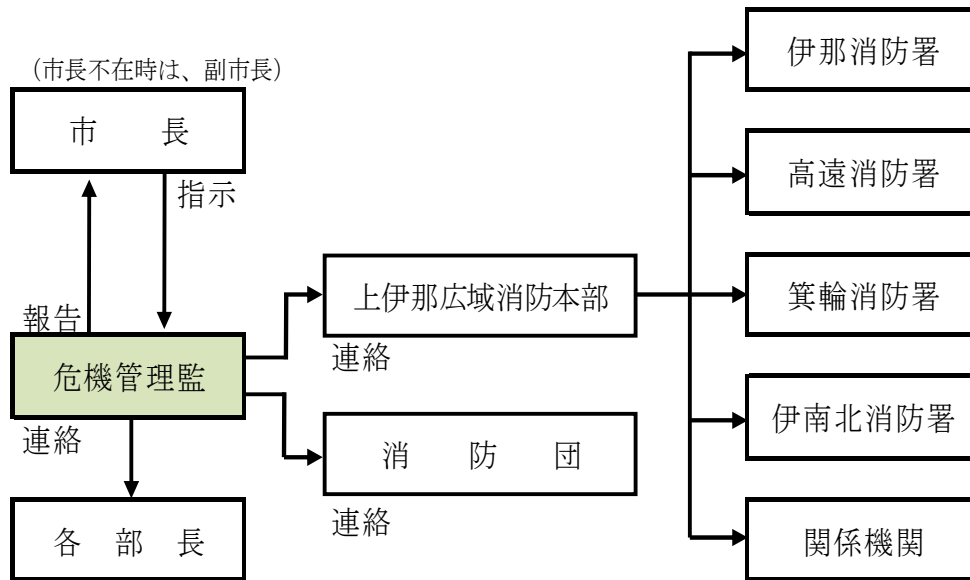 (市長不在時は、副市長)
市 長
指示
報告
危機管理監
連絡
各 部 長
上伊那広域消防本部
連絡
消 防 団
連絡
伊那消防署
高遠消防署
箕輪消防署
伊南北消防署
関係機関